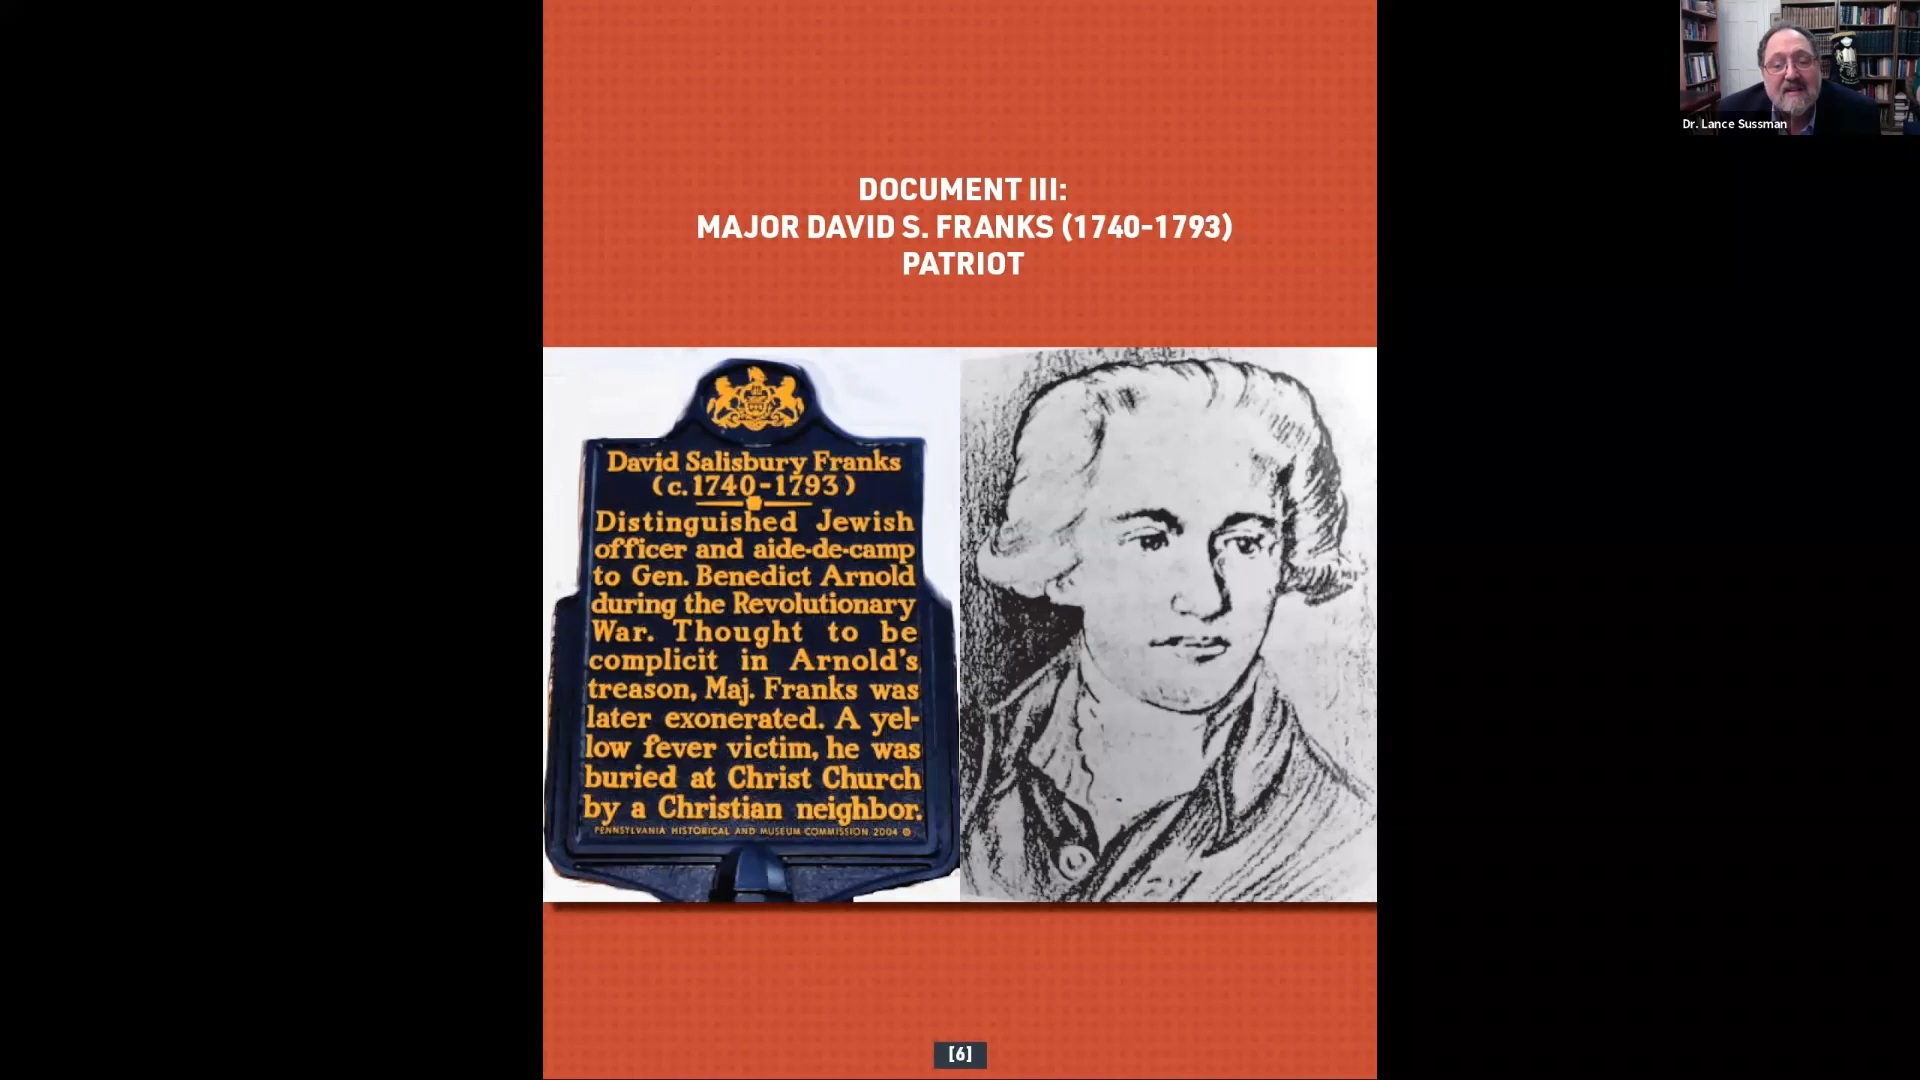 DOCUMENT III:
MAJOR DAVID S. FRANKS (1740-1793)
PATRIOT
David Salisbury Franks
(c. 1740-1793)
Distinguished Jewish
officer and aide-de-camp
to Gen. Benedict Arnold
during the Revolutionary
War. Thought to be
complicit in Arnold's
treason, Maj. Franks was
later exonerated. A yel-
low fever victim, he was
buried at Christ Church
by a Christian neighbor.
PENNSYLVANIA HISTORICAL AND MUSEUM COMMISSION 2004
[6]
Dr. Lance Sussman